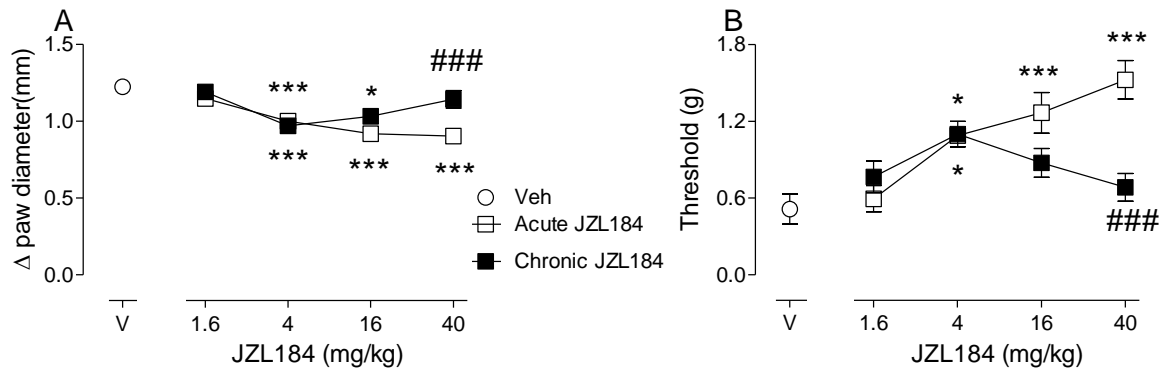 A
Δ paw diameter(mm)
1.5
1.0
0.5
0.0
***
*
###
***
***
***
Veh
Acute JZL184
Chronic JZL184
V
1.6
4
16
40
JZL184 (mg/kg)
B
Threshold (g)
1.8
1.2
0.6
0.0
***
***
*
*
###
V
1.6
4
16
40
JZL184 (mg/kg)